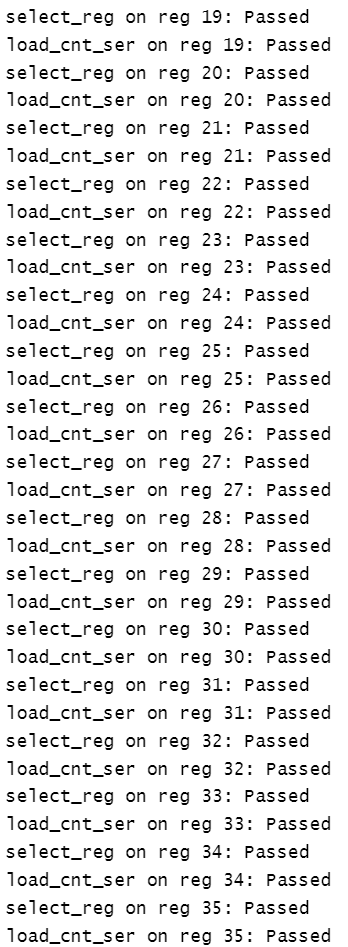 select_reg on reg 19: Passed
load_cnt_ser on reg 19: Passed
select_reg on reg 20: Passed
load_cnt_ser on reg 20: Passed
select_reg on reg 21: Passed
load_cnt_ser on reg 21: Passed
select_reg on reg 22: Passed
load_cnt_ser on reg 22: Passed
select_reg on reg 23: Passed
load_cnt_ser on reg 23: Passed
select_reg on reg 24: Passed
load_cnt_ser on reg 24: Passed
select_reg on reg 25: Passed
load_cnt_ser on reg 25: Passed
select_reg on reg 26: Passed
load_cnt_ser on reg 26: Passed
select_reg on reg 27: Passed
load_cnt_ser on reg 27: Passed
select_reg on reg 28: Passed
load_cnt_ser on reg 28: Passed
select_reg on reg 29: Passed
load_cnt_ser on reg 29: Passed
select_reg on reg 30: Passed
load_cnt_ser on reg 30: Passed
select_reg on reg 31: Passed
load_cnt_ser on reg 31: Passed
select_reg on reg 32: Passed
load_cnt_ser on reg 32: Passed
select_reg on reg 33: Passed
load_cnt_ser on reg 33: Passed
select_reg on reg 34: Passed
load_cnt_ser on reg 34: Passed
select_reg on reg 35: Passed
load_cnt_ser on reg 35: Passed